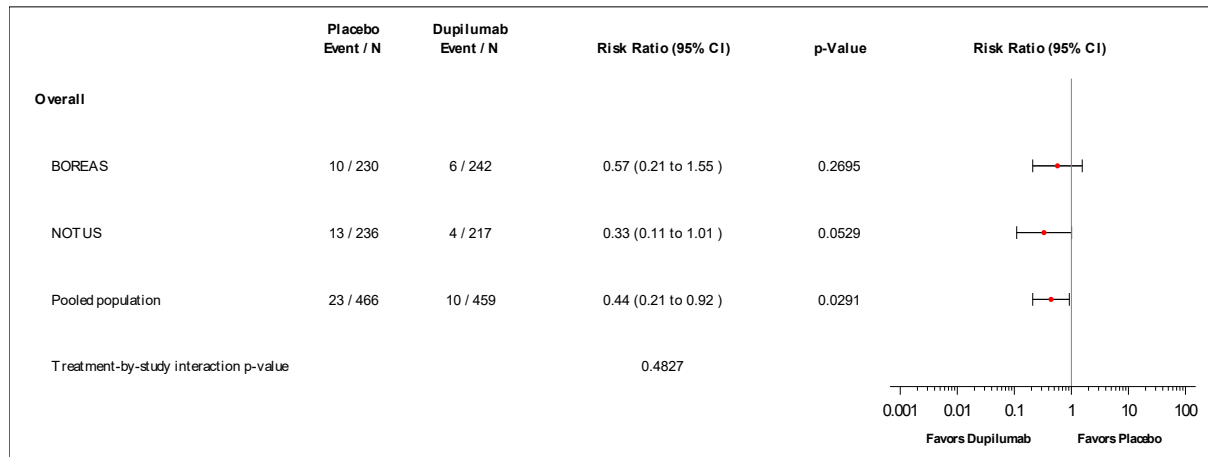 Placebo Dupilumab
Event / N Event / N Risk Ratio (95% CI) p-Value Risk Ratio (95% CI)
Overall
BOREAS 10 / 230 6 / 242 0.57 (0.21 to 1.55 ) 0.2695
NOTUS 13 / 236 4 / 217 0.33 (0.11 to 1.01 ) 0.0529
Pooled population 23 / 466 10 / 459 0.44 (0.21 to 0.92 ) 0.0291
Treatment-by-study interaction p-value 0.4827
0.001 0.01 0.1 1 10 100
Favors Dupilumab Favors Placebo